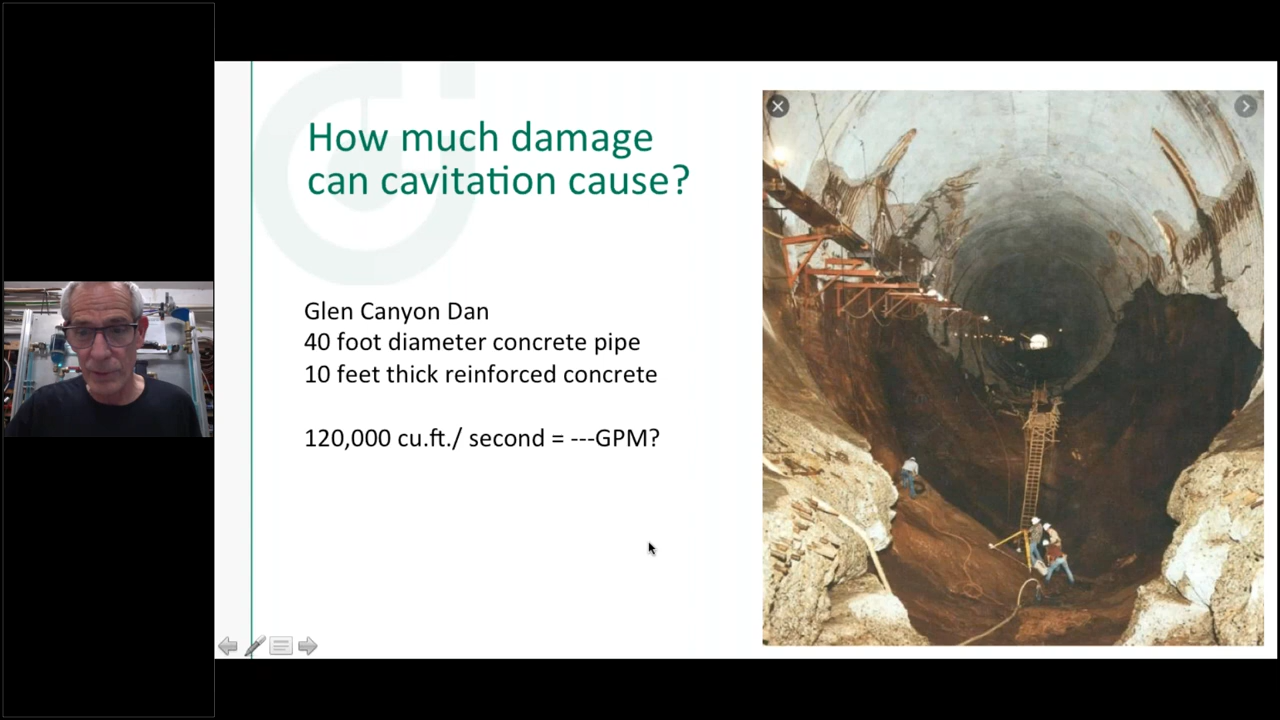 How much damage
can cavitation cause?
Glen Canyon Dan
40 foot diameter concrete pipe
10 feet thick reinforced concrete
120,000 cu.ft./ second = ---GPM?